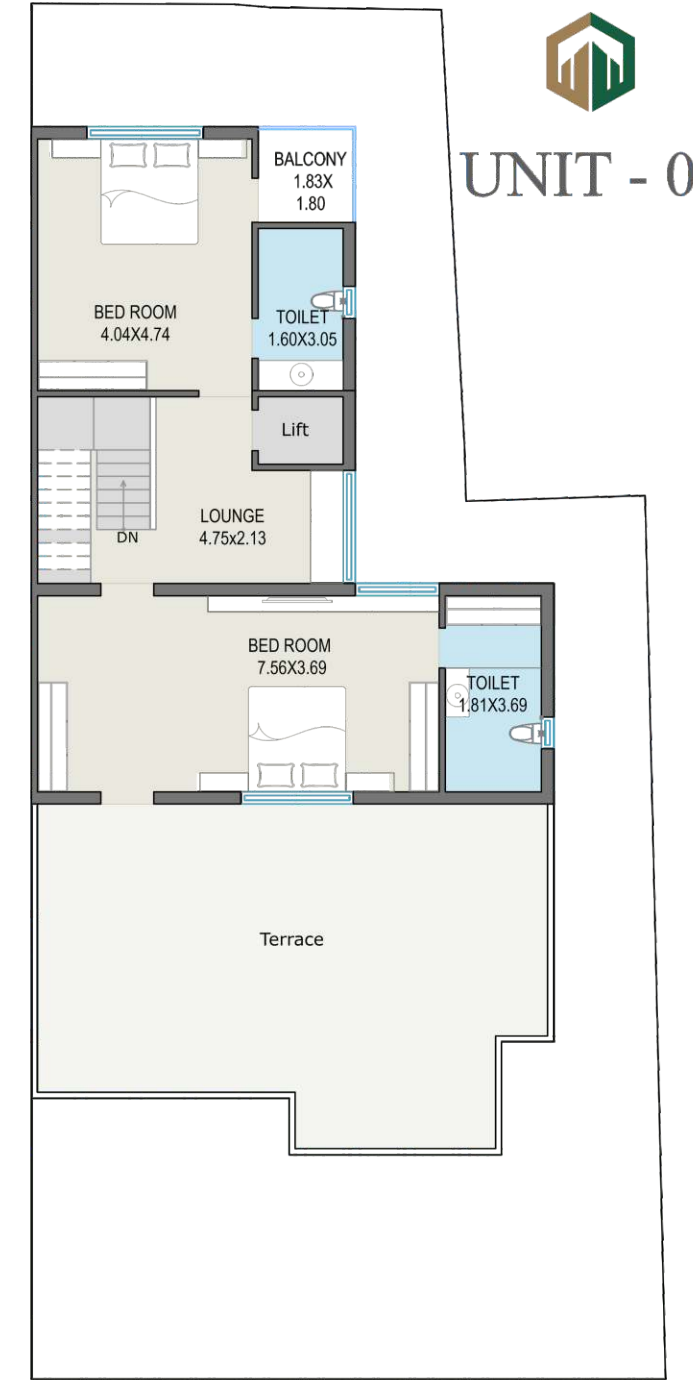 UNIT - 0
BALCONY
1.83X
1.80
BED ROOM
4.04X4.74
TOILET
1.60X3.05
Lift
LOUNGE
4.75x2.13
DN
BED ROOM
7.56X3.69
TOILET
1.81X3.69
Terrace